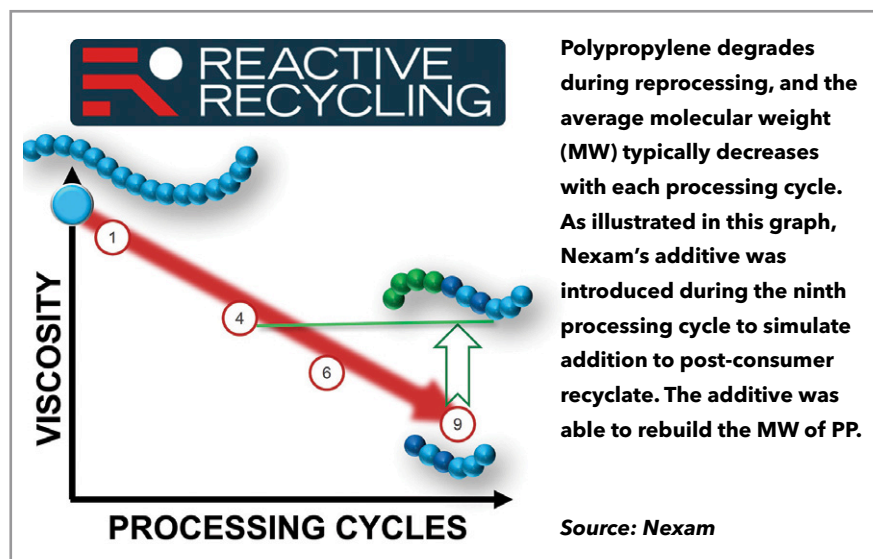 REACTIVE
RECYCLING
VISCOSITY
1
4
6
9
PROCESSING CYCLES
Polypropylene degrades
during reprocessing, and the
average molecular weight
(MW) typically decreases
with each processing cycle.
As illustrated in this graph,
Nexam’s additive was
introduced during the ninth
processing cycle to simulate
addition to post-consumer
recyclate. The additive was
able to rebuild the MW of PP.
Source: Nexam